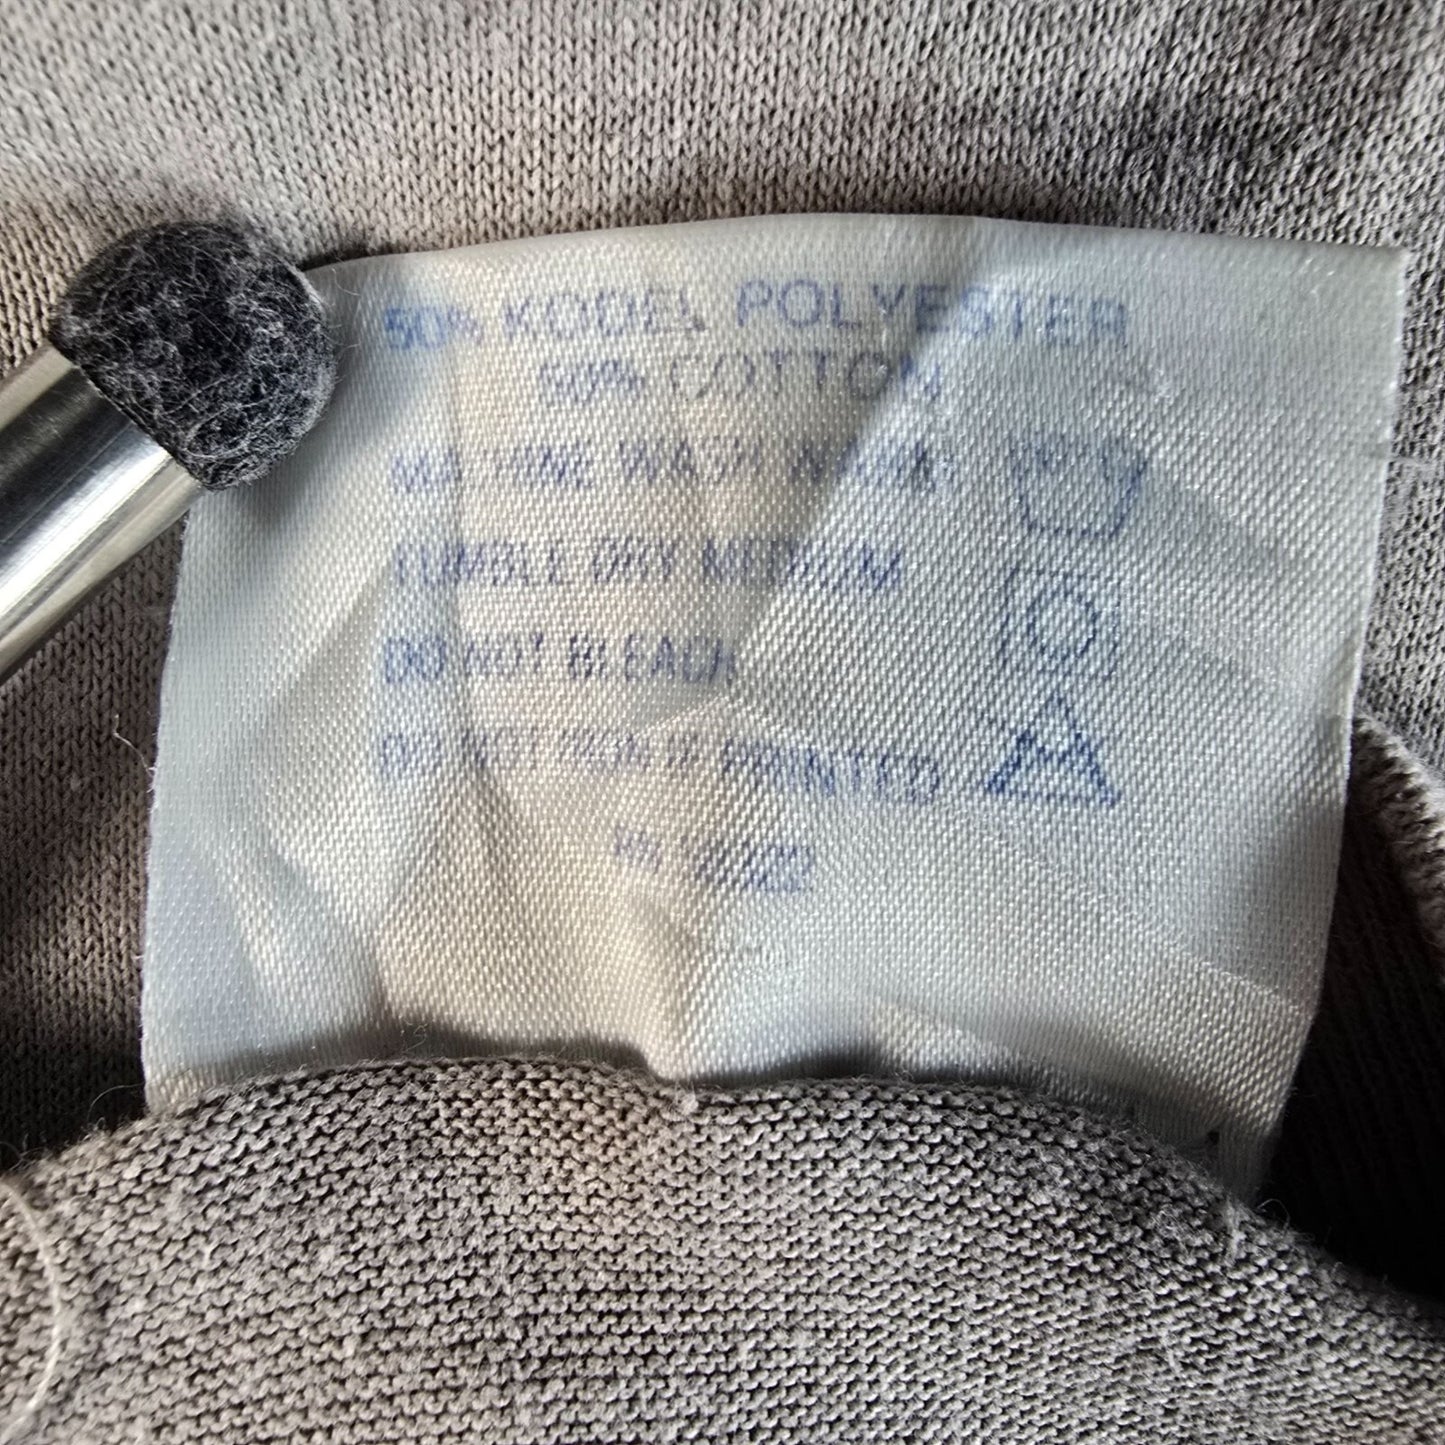 50% KODEL POLYESTER
50% COTTON
MACHINE WASH WARM
TUMBLE DRY MEDIUM
DO NOT BLEACH
DO NOT IRON IF PRINTED